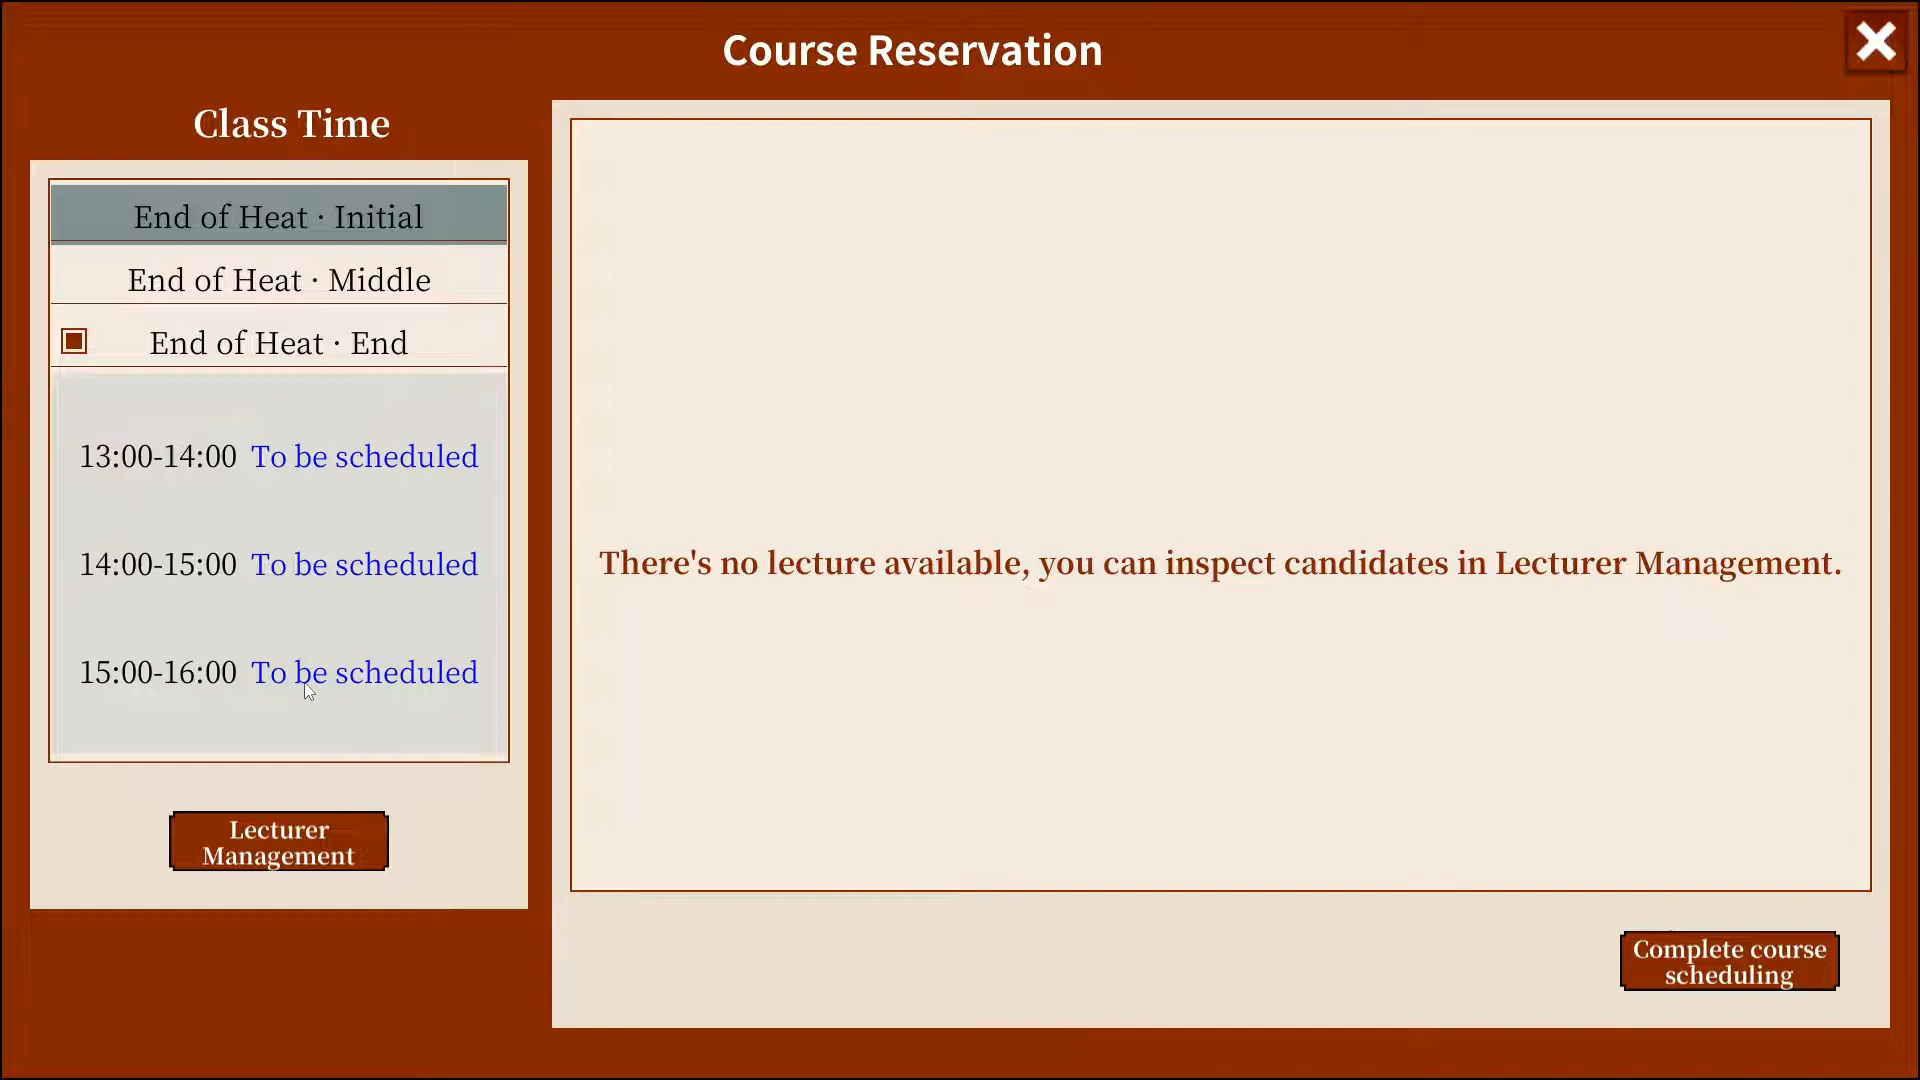 Course Reservation
Class Time
End of Heat · Initial
End of Heat · Middle
End of Heat · End
13:00-14:00 To be scheduled
14:00-15:00 To be scheduled
15:00-16:00 To be scheduled
Lecturer
Management
There's no lecture available, you can inspect candidates in Lecturer Management.
Complete course
scheduling